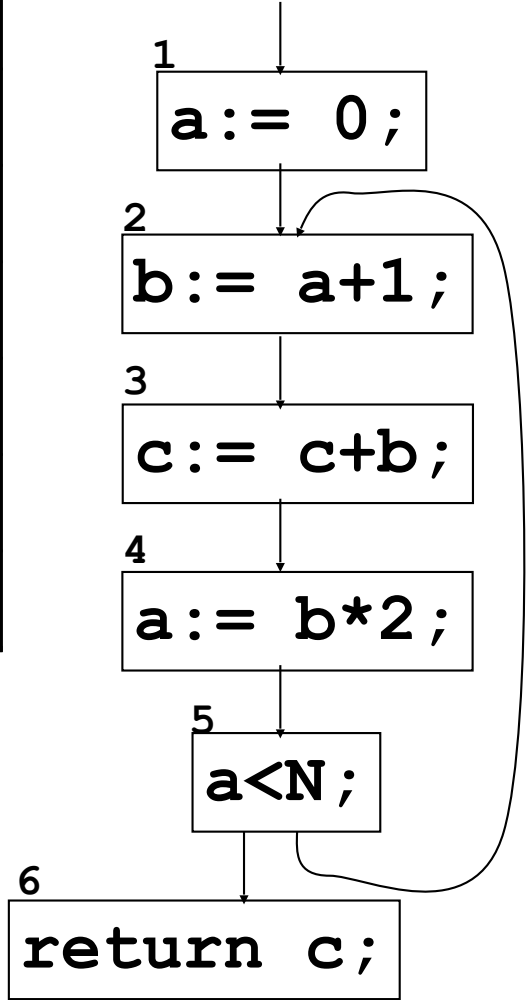 1
a:= 0;
2
b:= a+1;
3
c:= c+b;
4
a:= b*2;
5
a<N;
6
return c;